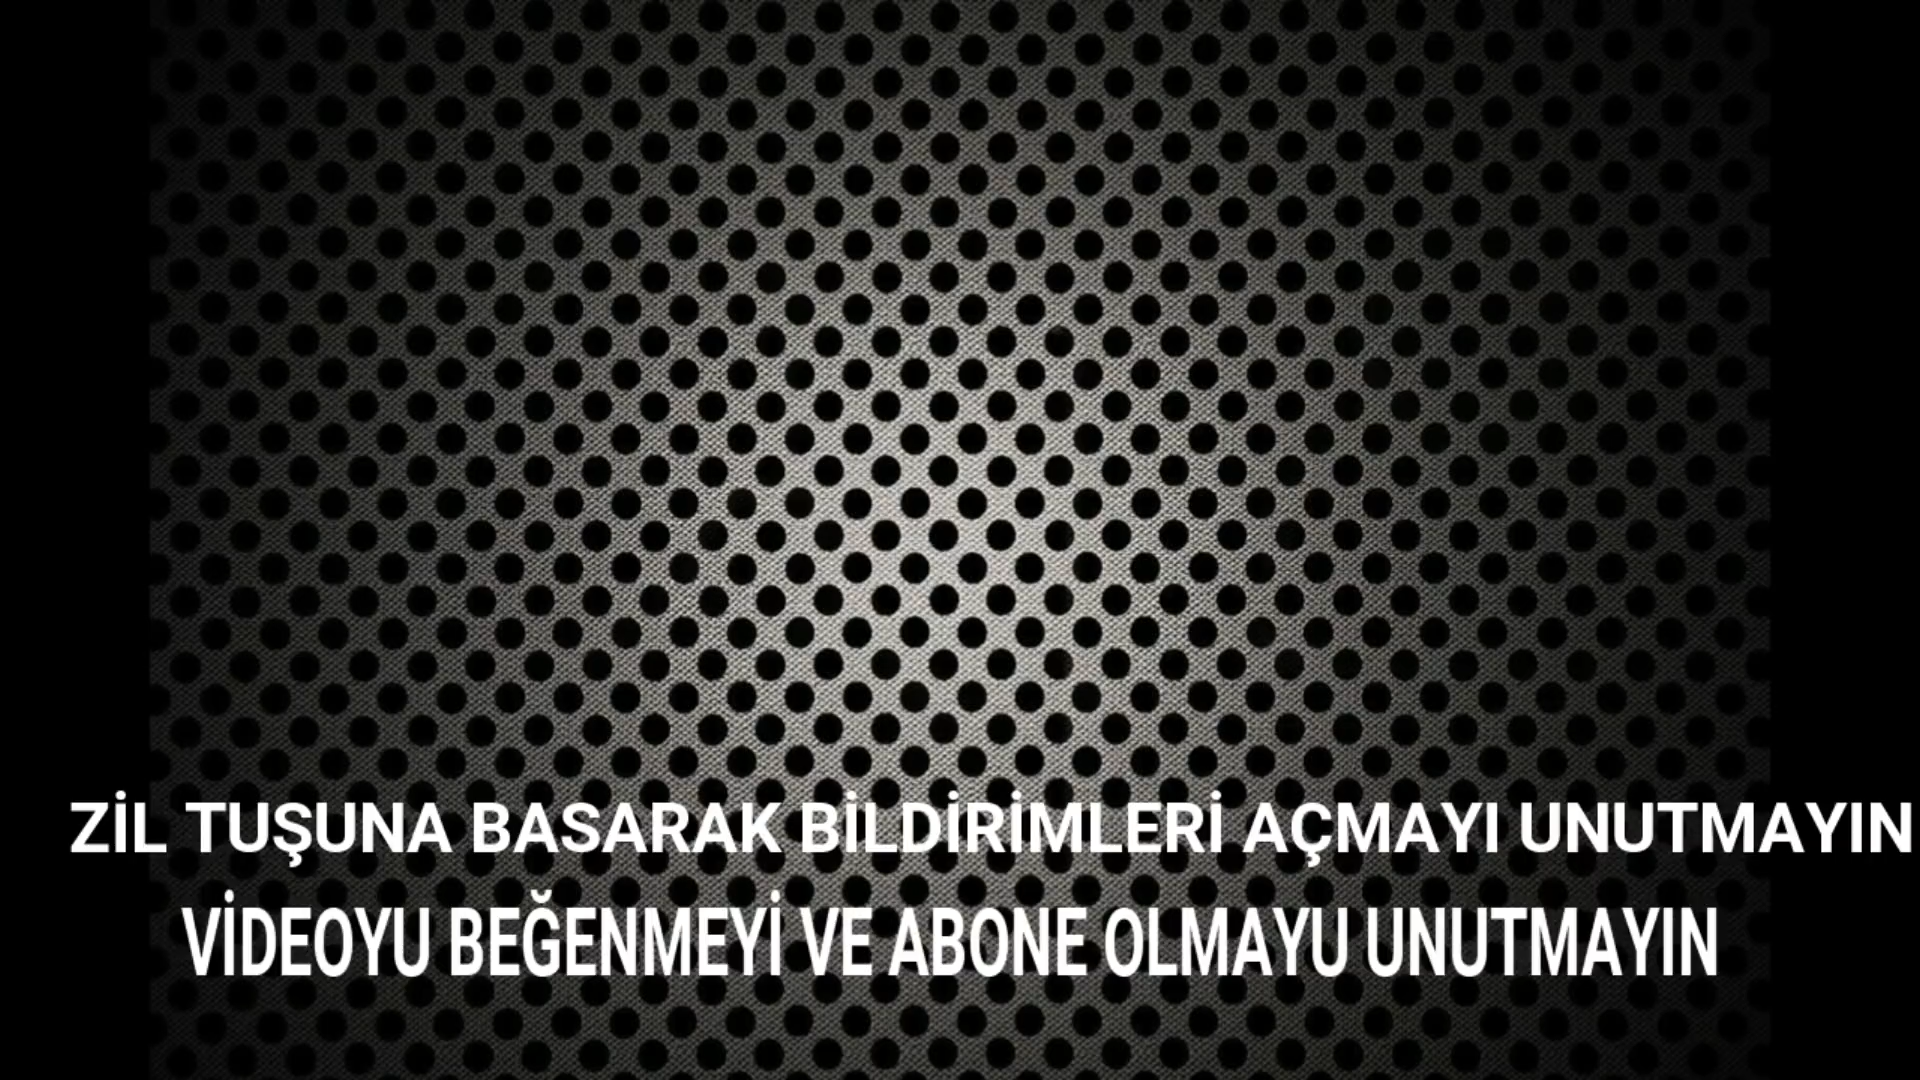 ZİL TUŞUNA BASARAK BİLDİRİMLERİ AÇMAYI UNUTMAYIN
VİDEOYU BEĞENMEYİ VE ABONE OLMAYU UNUTMAYIN